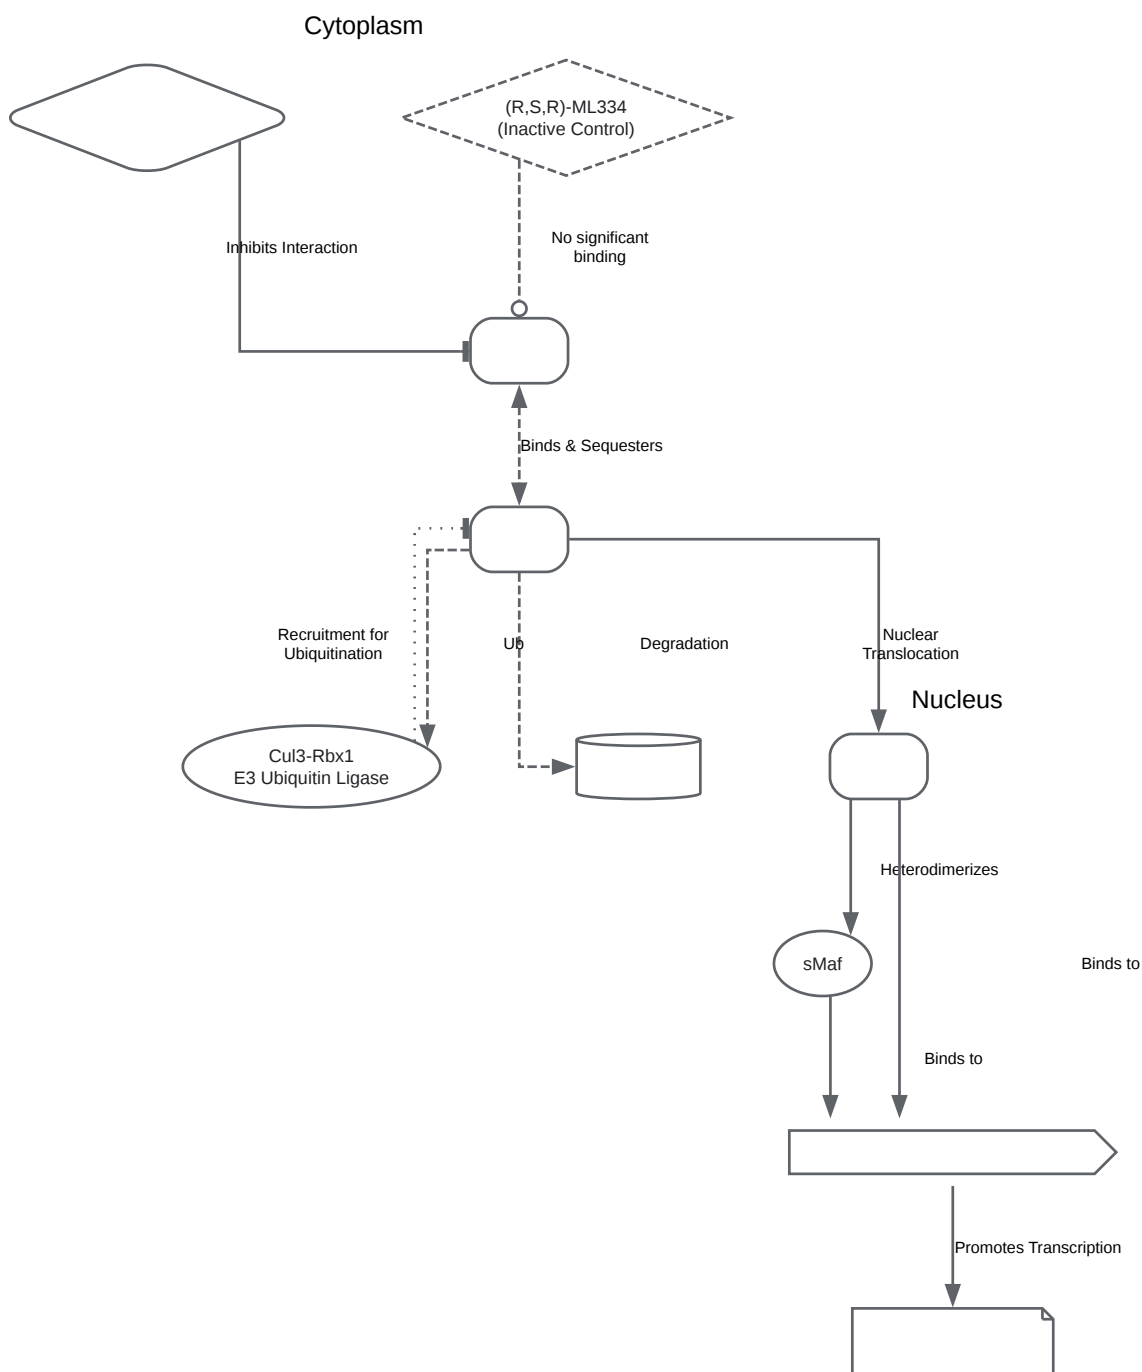 Cytoplasm
(R,S,R)-ML334
(Inactive Control)
Inhibits Interaction
No significant
binding
Binds & Sequesters
Recruitment for
Ubiquitination
Ub
Degradation
Nuclear
Translocation
Nucleus
Cul3-Rbx1
E3 Ubiquitin Ligase
Heterodimerizes
sMaf
Binds to
Binds to
Promotes Transcription